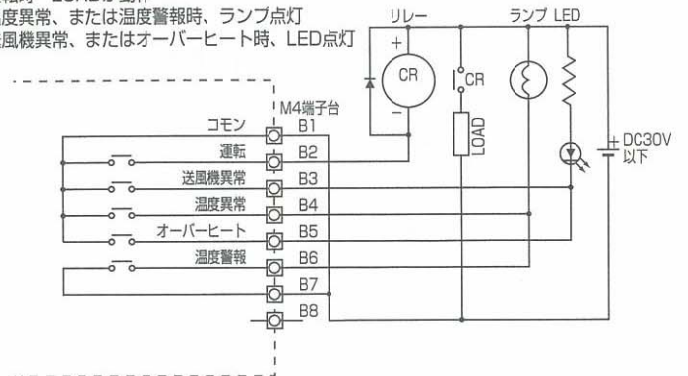 度異常、または温度警報時、ランプ点灯
風機異常、またはオーバーヒート時、LED点灯
リレー
ランプ LED
+
CR
-
CR
LOAD
+ DC30V
以下
M4端子台
コモン B1
運転 B2
送風機異常 B3
温度異常 B4
オーバーヒート B5
温度警報 B6
B7
B8